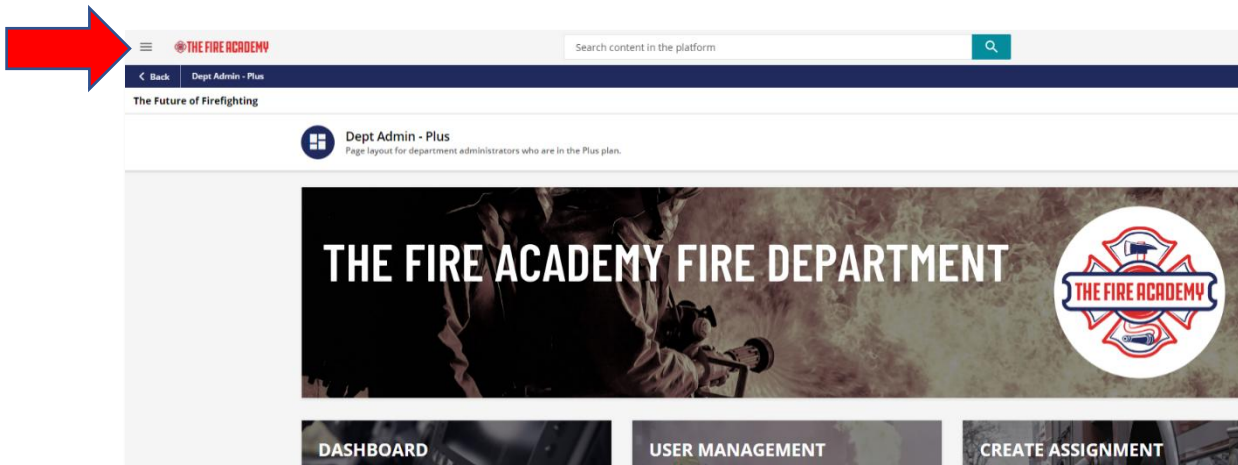 THE FIRE ACADEMY
Search content in the platform
Back Dept Admin - Plus
The Future of Firefighting
Dept Admin - Plus
Page layout for department administrators who are in the Plus plan.
THE FIRE ACADEMY FIRE DEPARTMENT
THE FIRE ACADEMY
DASHBOARD
USER MANAGEMENT
CREATE ASSIGNMENT